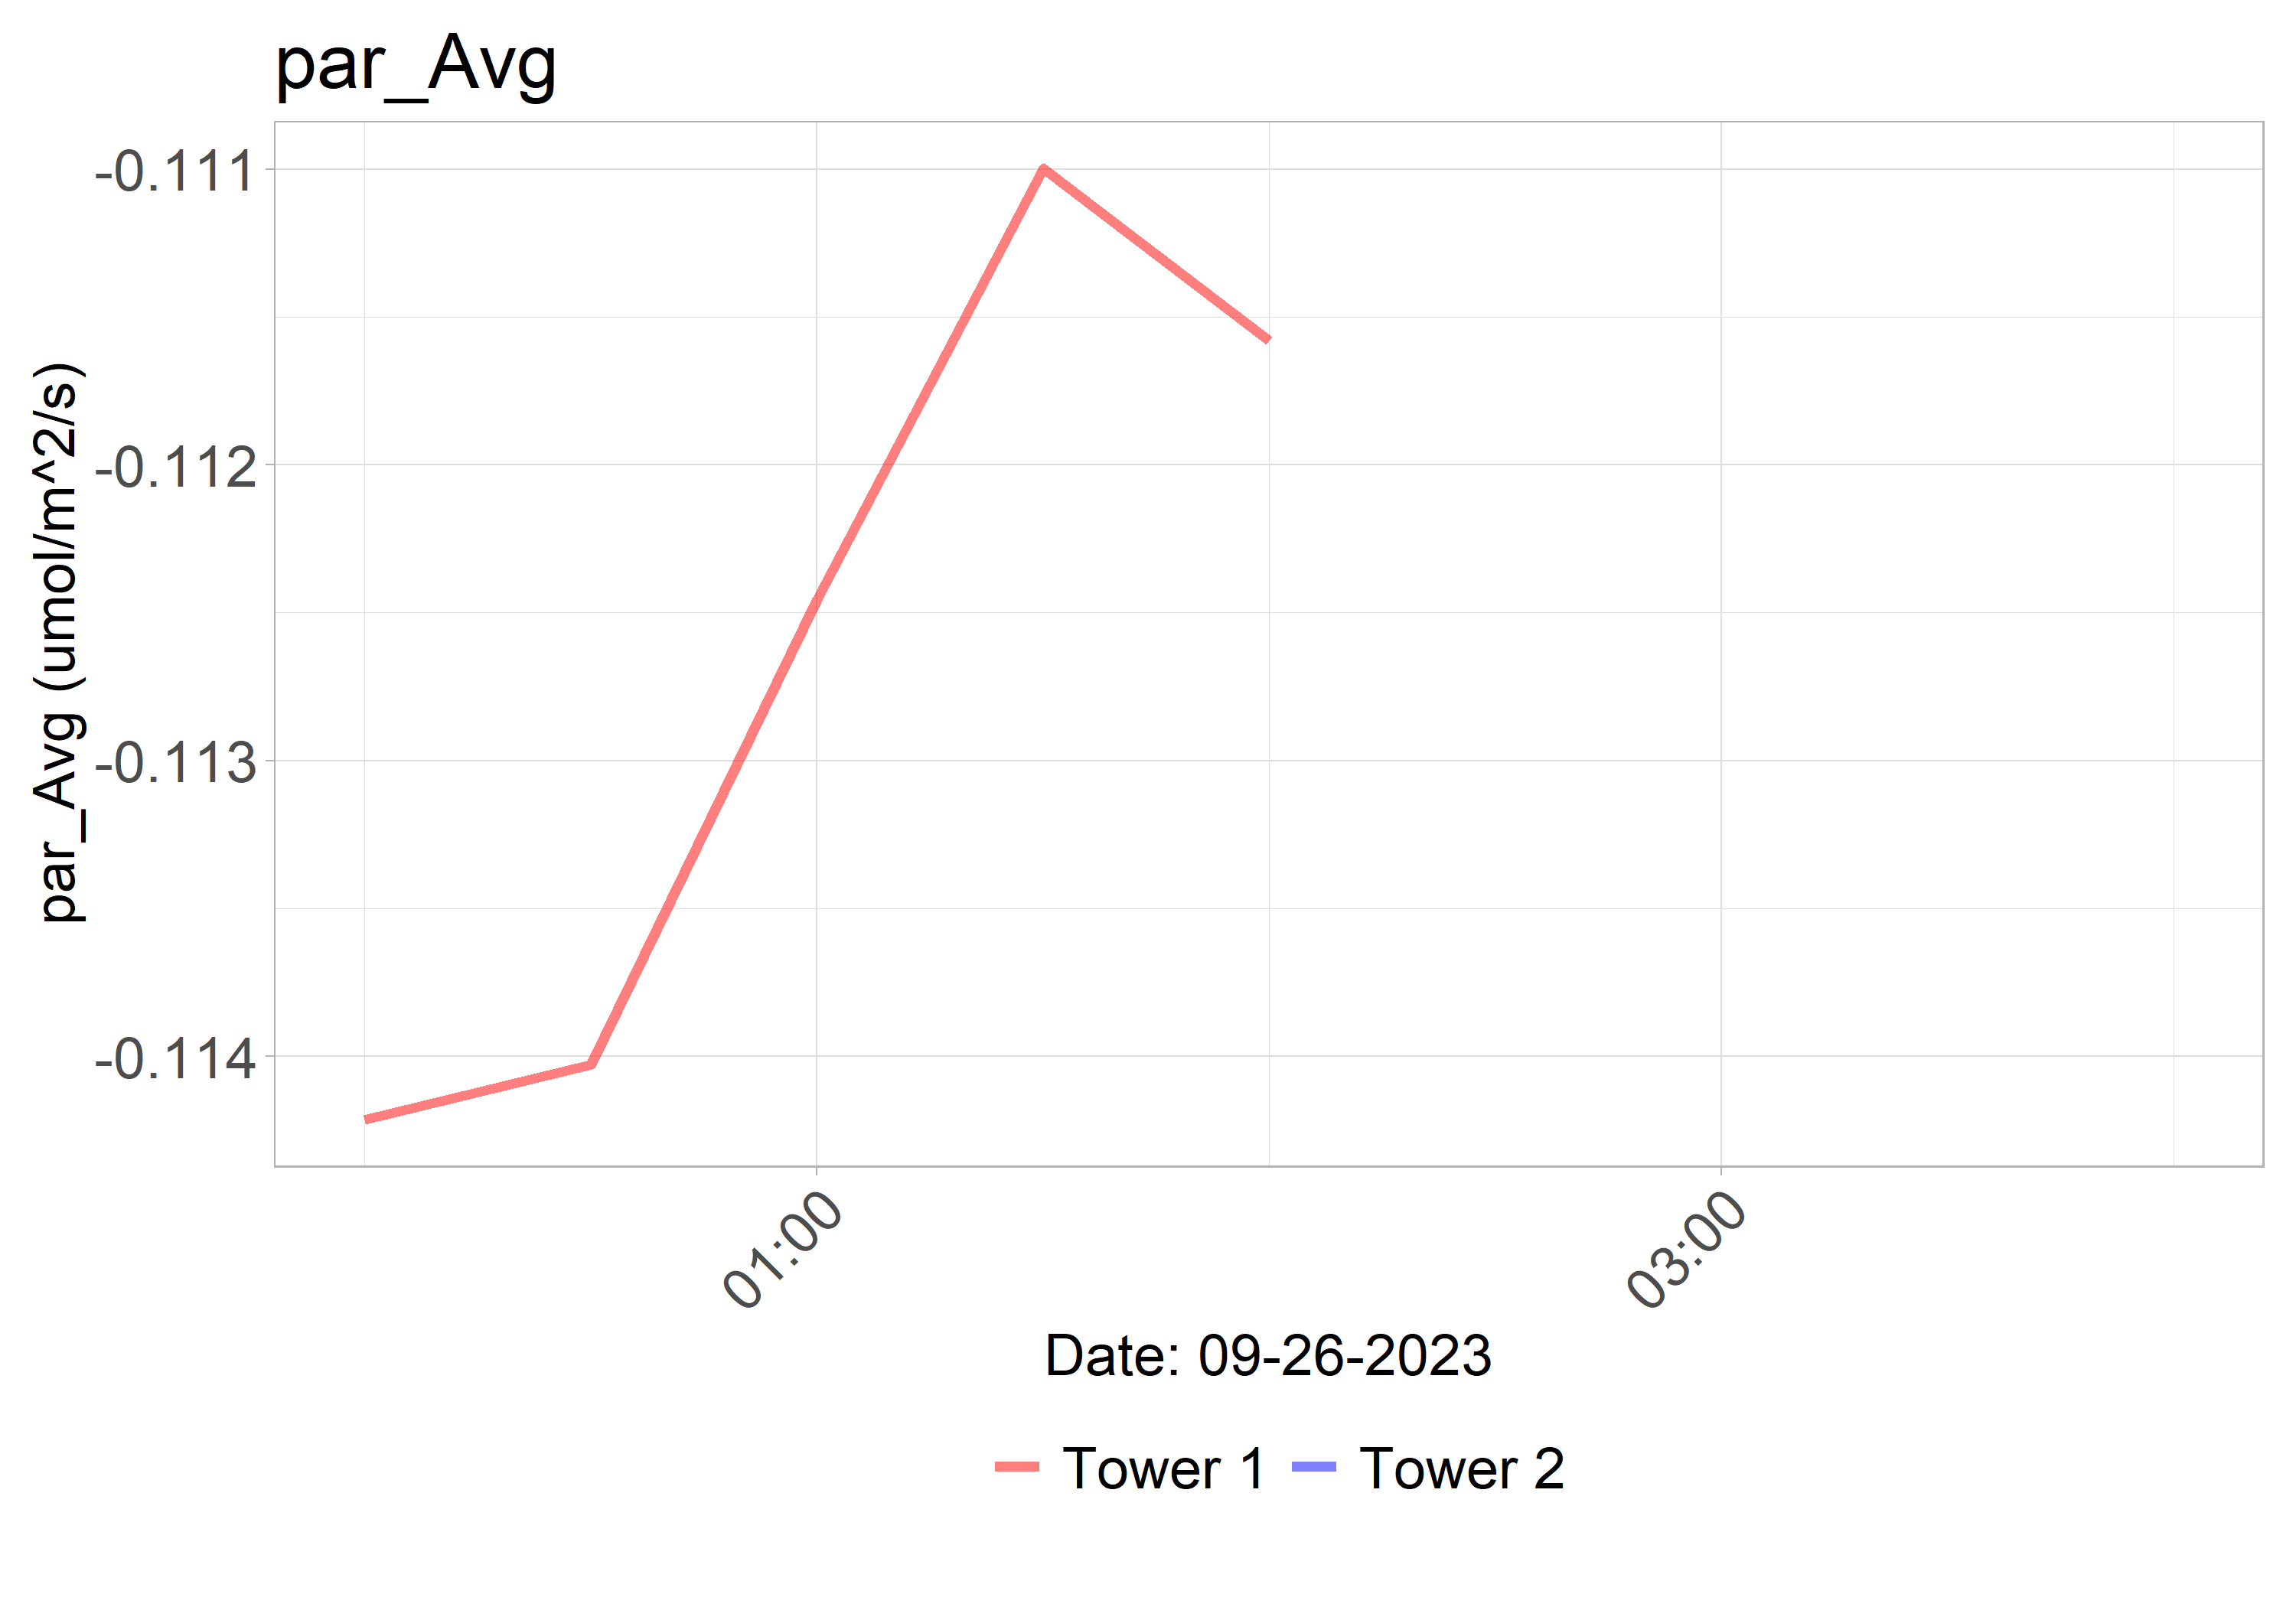 par_Avg
par_Avg (umol/m^2/s)
-0.111
-0.112
-0.113
-0.114
01:00
03:00
Date: 09-26-2023
Tower 1
Tower 2